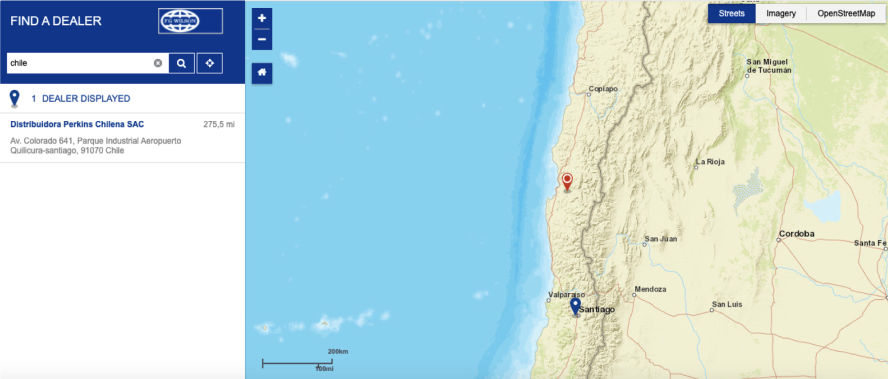 FIND A DEALER
FG WILSON
chile
1 DEALER DISPLAYED
Distribuidora Perkins Chilena SAC 275,5 mi
Av. Colorado 641, Parque Industrial Aeropuerto
Quilicura-santiago, 91070 Chile
Streets Imagery OpenStreetMap
San Miguel
de Tucumán
Copiapo
La Rioja
Cordoba
San Juan
Santa Fe
Valparaiso
Mendoza
Santiago
San Luis
200km
100mi